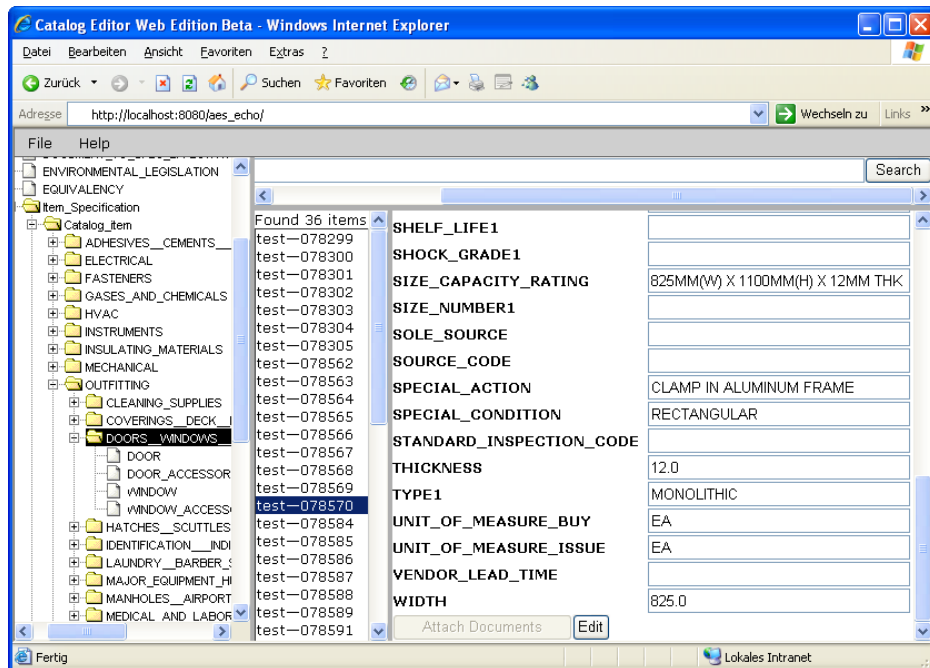 Catalog Editor Web Edition Beta - Windows Internet Explorer
Datei Bearbeiten Ansicht Favoriten Extras ?
Zurück Suchen Favoriten
Adresse http://localhost:8080/aes_echo/ Wechseln zu Links »
File Help
ENVIRONMENTAL_LEGISLATION
EQUIVALENCY
Item_Specification
Catalog_item
ADHESIVES__CEMENTS__
ELECTRICAL
FASTENERS
GASES_AND_CHEMICALS
HVAC
INSTRUMENTS
INSULATING_MATERIALS
MECHANICAL
OUTFITTING
CLEANING_SUPPLIES
COVERINGS__DECK_
DOORS__WINDOWS__
DOOR
DOOR_ACCESSOR
WINDOW
WINDOW_ACCESS
HATCHES__SCUTTLES
IDENTIFICATION___INDI
LAUNDRY__BARBER_
MAJOR_EQUIPMENT_H
MANHOLES__AIRPORT
MEDICAL AND LABOR
Search
Found 36 items
test—078299
test—078300
test—078301
test—078302
test—078303
test—078304
test—078305
test—078562
test—078563
test—078564
test—078565
test—078566
test—078567
test—078568
test—078569
test—078570
test—078584
test—078585
test—078586
test—078587
test—078588
test—078589
test—078591
SHELF_LIFE1
SHOCK_GRADE1
SIZE_CAPACITY_RATING 825MM(W) X 1100MM(H) X 12MM THK
SIZE_NUMBER1
SOLE_SOURCE
SOURCE_CODE
SPECIAL_ACTION CLAMP IN ALUMINUM FRAME
SPECIAL_CONDITION RECTANGULAR
STANDARD_INSPECTION_CODE
THICKNESS 12.0
TYPE1 MONOLITHIC
UNIT_OF_MEASURE_BUY EA
UNIT_OF_MEASURE_ISSUE EA
VENDOR_LEAD_TIME
WIDTH 825.0
Attach Documents Edit
Fertig Lokales Intranet